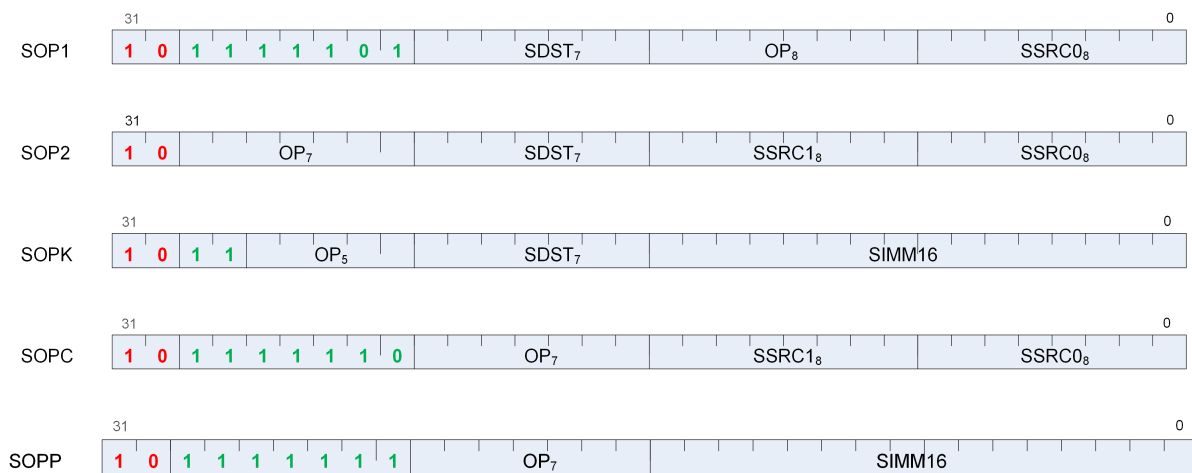 31 0
SOP1 1 0 1 1 1 1 1 0 1 SDST7 OP8 SSRC08
31 0
SOP2 1 0 OP7 SDST7 SSRC18 SSRC08
31 0
SOPK 1 0 1 1 OP5 SDST7 SIMM16
31 0
SOPC 1 0 1 1 1 1 1 1 0 OP7 SSRC18 SSRC08
31 0
SOPP 1 0 1 1 1 1 1 1 1 OP7 SIMM16